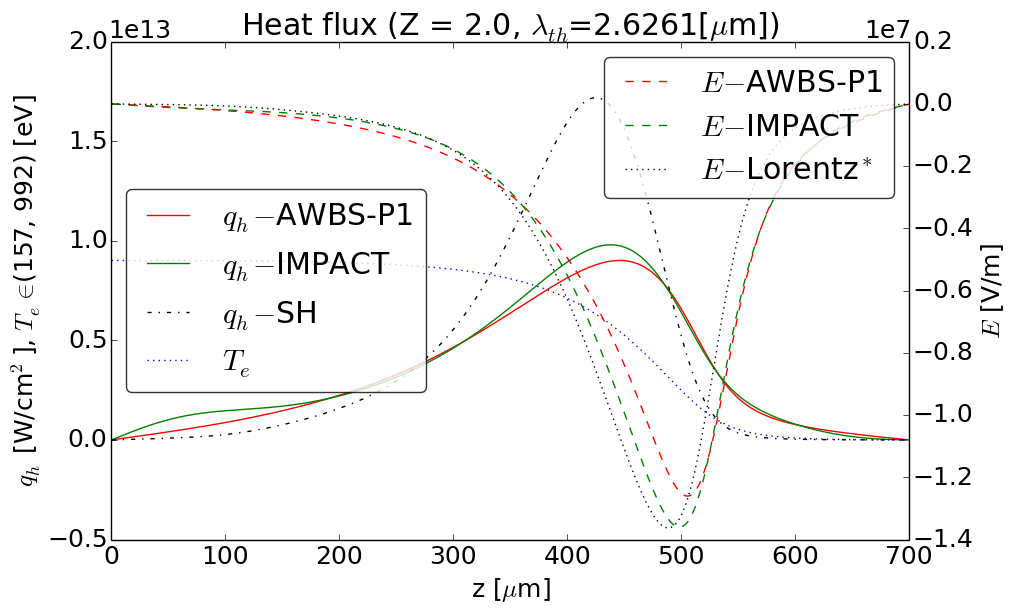 Heat flux (Z = 2.0, λ_th=2.6261[μm])
1e13
1e7
2.0
1.5
1.0
0.5
0.0
−0.5
q_h [W/cm²], T_e ∈(157, 992) [eV]
q_h −AWBS-P1
q_h −IMPACT
q_h −SH
T_e
E−AWBS-P1
E−IMPACT
E−Lorentz*
0.2
0.0
−0.2
−0.4
−0.6
−0.8
−1.0
−1.2
−1.4
E [V/m]
0 100 200 300 400 500 600 700
z [μm]